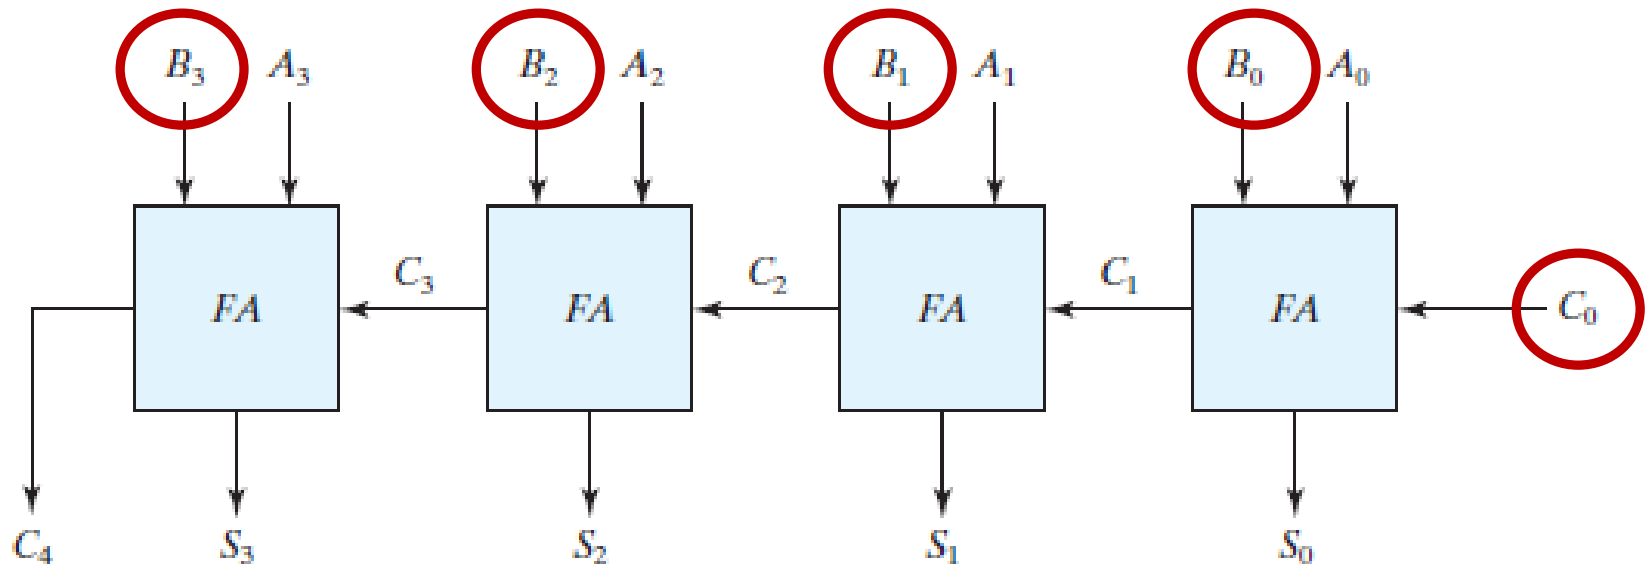 B₃ A₃ B₂ A₂ B₁ A₁ B₀ A₀
C₃ C₂ C₁
FA FA FA FA C₀
C₄ S₃ S₂ S₁ S₀